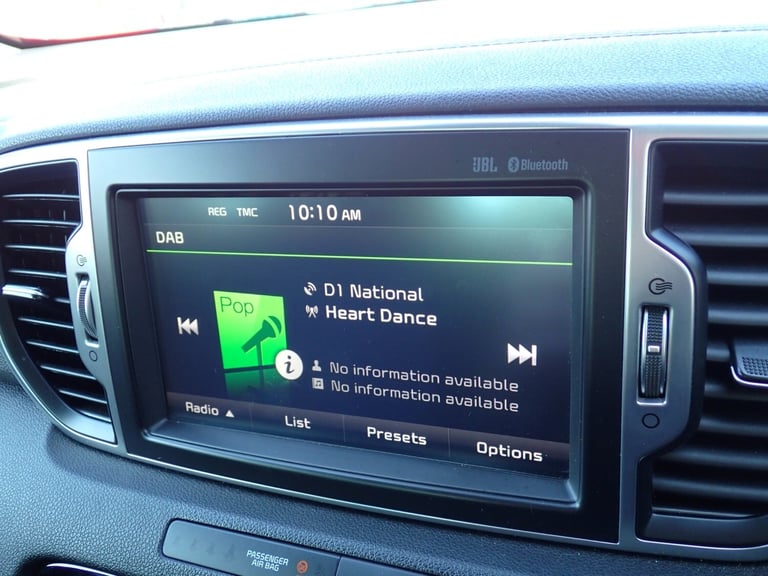 JBL Bluetooth
REG TMC 10:10 AM
DAB
D1 National
Heart Dance
Pop
i
No information available
No information available
Radio ▲ List Presets Options
PASSENGER
AIR BAG